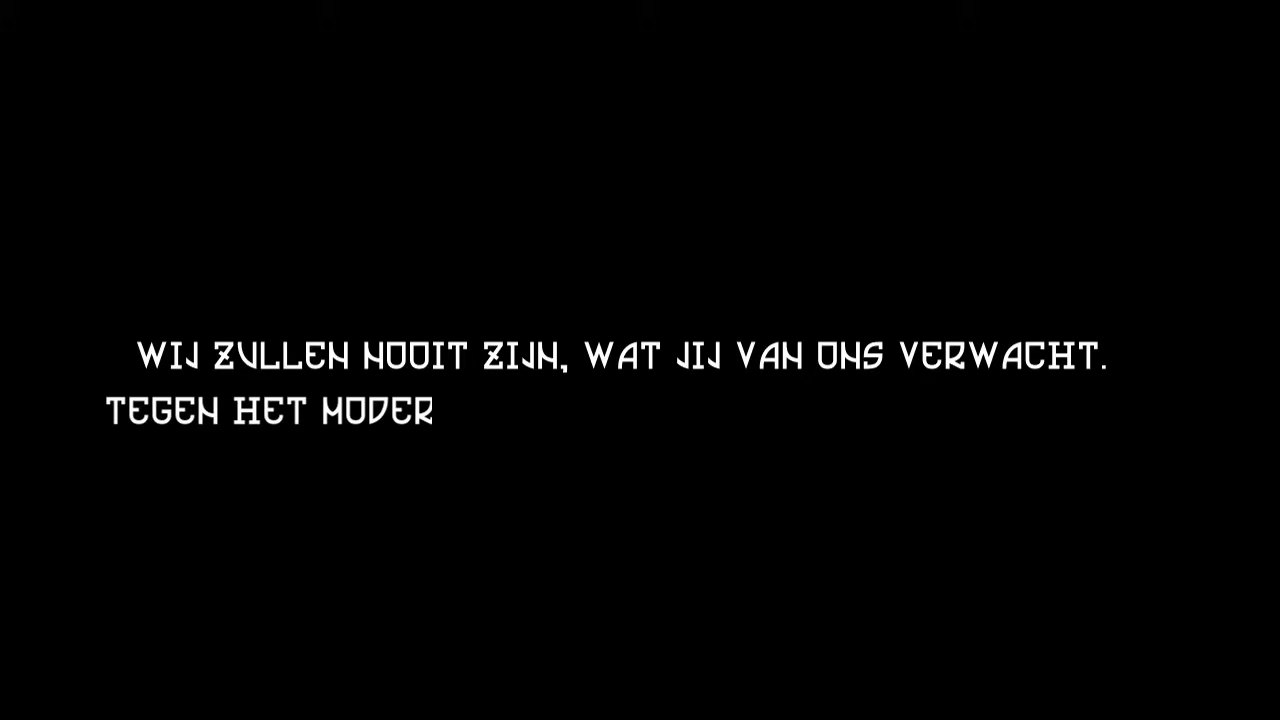 WIJ ZULLEN NOOIT ZIJN, WAT JIJ VAN ONS VERWACHT.
TEGEN HET MODER